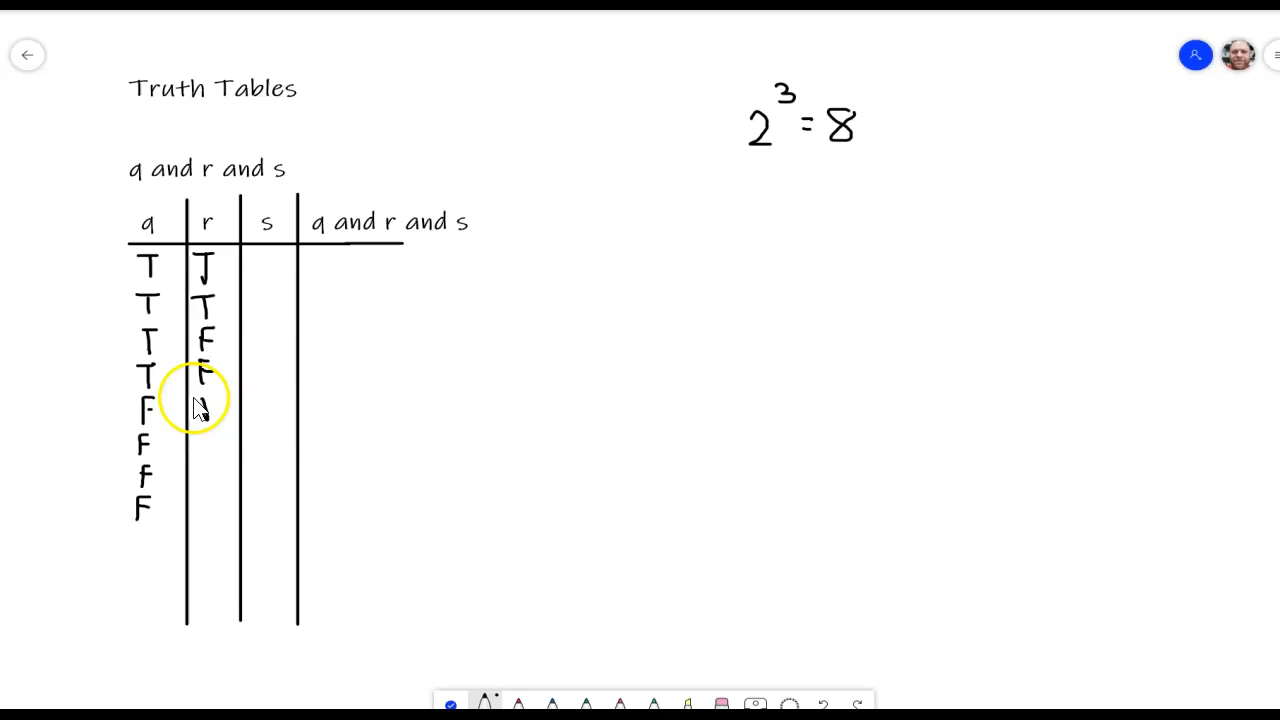 Truth Tables
2³ = 8
q and r and s
q r s q and r and s
T T
T T
T F
T F
F
F
F
F